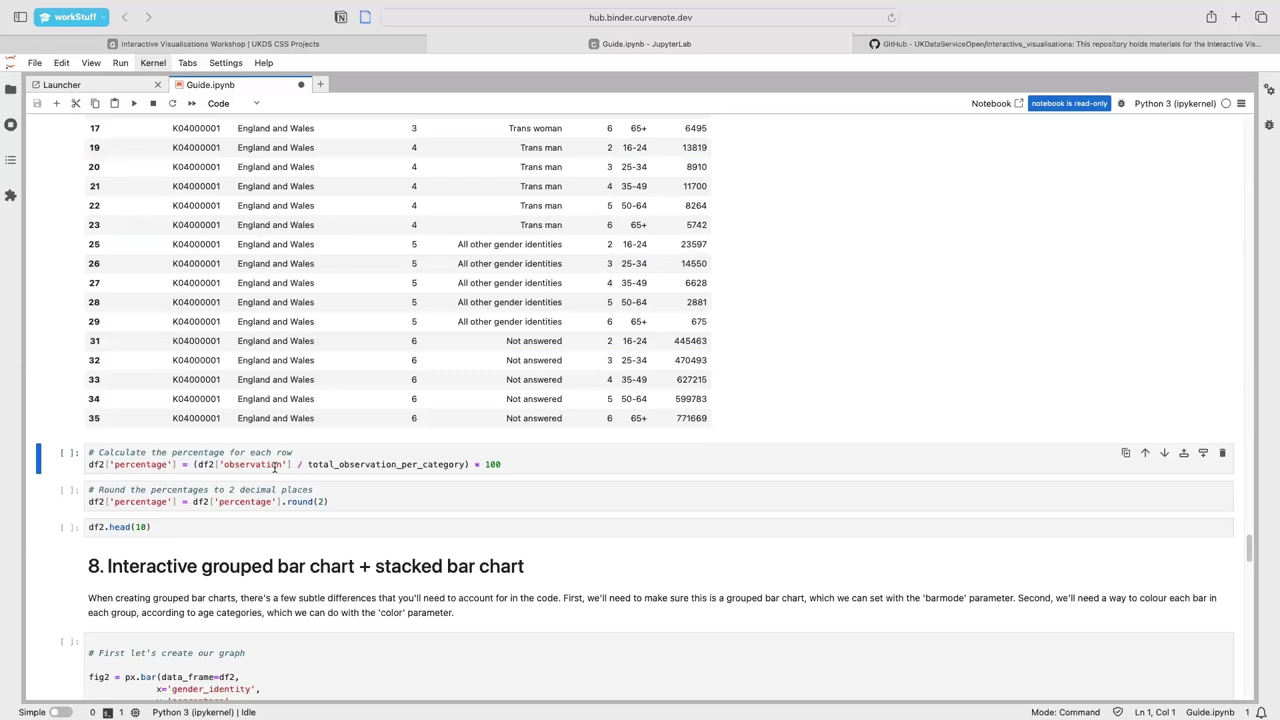 workStuff
hub.binder.curvenote.dev
Interactive Visualisations Workshop | UKDS CSS Projects
Guide.ipynb - JupyterLab
GitHub - UKDataServiceOpen/Interactive_visualisations: This repository holds materials for the Interactive Vis...
File Edit View Run Kernel Tabs Settings Help
Launcher
Guide.ipynb
Code
Notebook
notebook is read-only
Python 3 (ipykernel)
17 K04000001 England and Wales 3 Trans woman 6 65+ 6495
19 K04000001 England and Wales 4 Trans man 2 16-24 13819
20 K04000001 England and Wales 4 Trans man 3 25-34 8910
21 K04000001 England and Wales 4 Trans man 4 35-49 11700
22 K04000001 England and Wales 4 Trans man 5 50-64 8264
23 K04000001 England and Wales 4 Trans man 6 65+ 5742
25 K04000001 England and Wales 5 All other gender identities 2 16-24 23597
26 K04000001 England and Wales 5 All other gender identities 3 25-34 14550
27 K04000001 England and Wales 5 All other gender identities 4 35-49 6628
28 K04000001 England and Wales 5 All other gender identities 5 50-64 2881
29 K04000001 England and Wales 5 All other gender identities 6 65+ 675
31 K04000001 England and Wales 6 Not answered 2 16-24 445463
32 K04000001 England and Wales 6 Not answered 3 25-34 470493
33 K04000001 England and Wales 6 Not answered 4 35-49 627215
34 K04000001 England and Wales 6 Not answered 5 50-64 599783
35 K04000001 England and Wales 6 Not answered 6 65+ 771669
[ ]: # Calculate the percentage for each row
df2['percentage'] = (df2['observation'] / total_observation_per_category) * 100
[ ]: # Round the percentages to 2 decimal places
df2['percentage'] = df2['percentage'].round(2)
[ ]: df2.head(10)
8. Interactive grouped bar chart + stacked bar chart
When creating grouped bar charts, there's a few subtle differences that you'll need to account for in the code. First, we'll need to make sure this is a grouped bar chart, which we can set with the 'barmode' parameter. Second, we'll need a way to colour each bar in
each group, according to age categories, which we can do with the 'color' parameter.
[ ]:
# First let's create our graph
fig2 = px.bar(data_frame=df2,
x='gender_identity',
Simple 0 1 Python 3 (ipykernel) | Idle
Mode: Command Ln 1, Col 1 Guide.ipynb 1